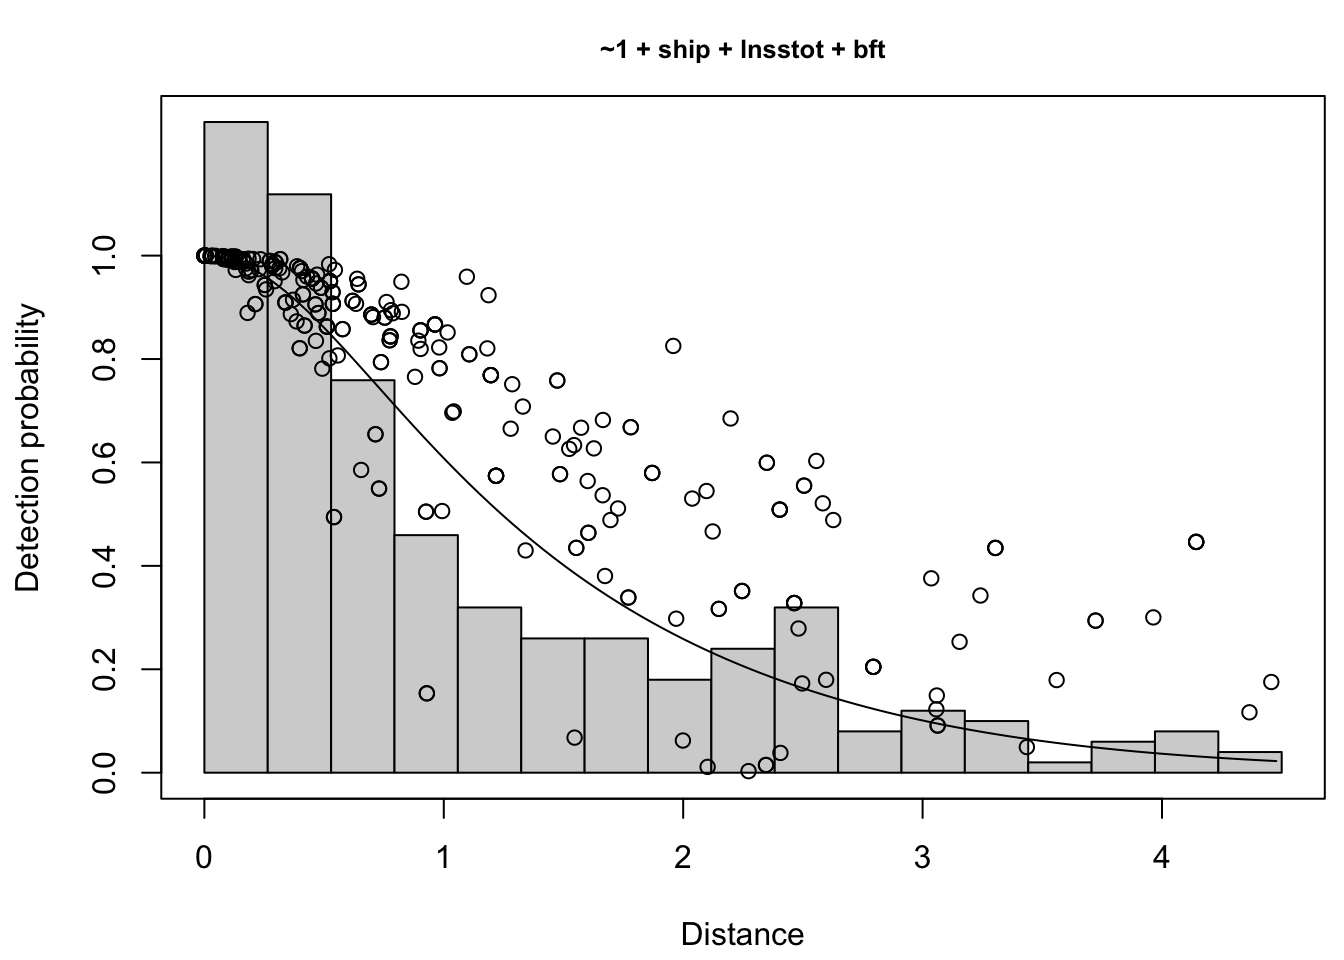 ~1 + ship + lnsstot + bft
Detection probability
1.0
0.8
0.6
0.4
0.2
0.0
0 1 2 3 4
Distance